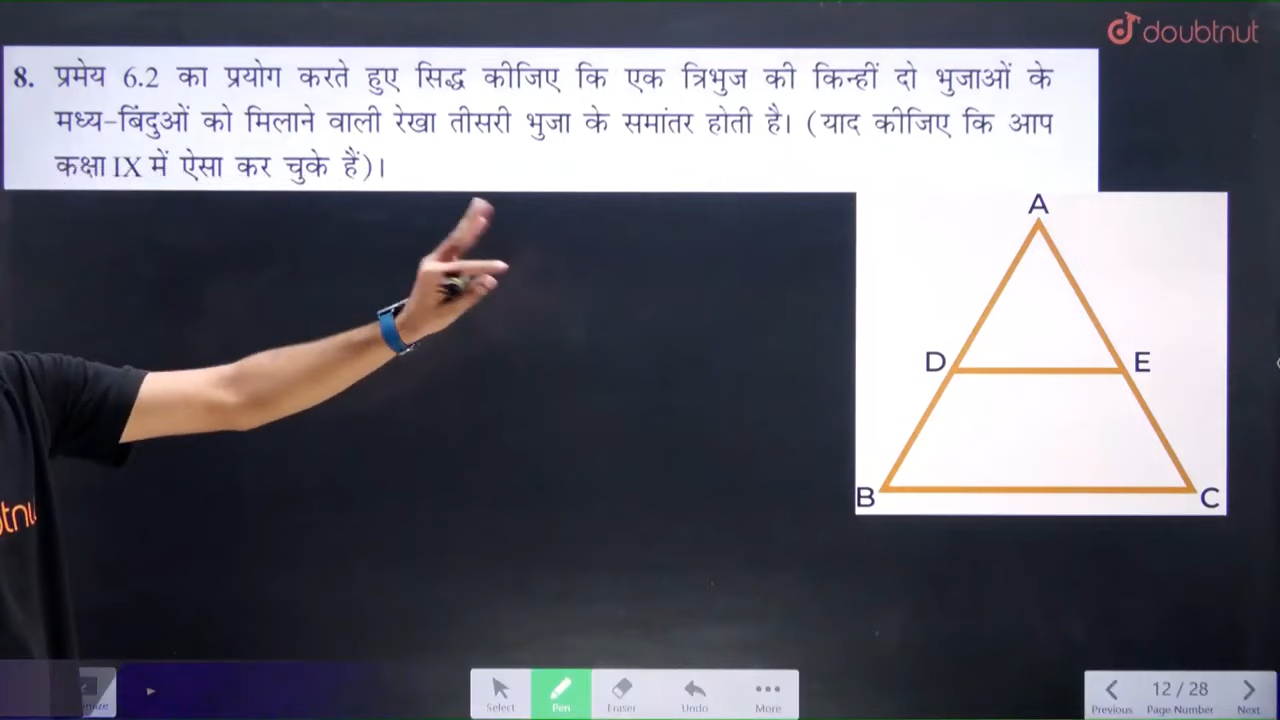 doubtnut
8. प्रमेय 6.2 का प्रयोग करते हुए सिद्ध कीजिए कि एक त्रिभुज की किन्हीं दो भुजाओं के
मध्य-बिंदुओं को मिलाने वाली रेखा तीसरी भुजा के समांतर होती है। (याद कीजिए कि आप
कक्षा IX में ऐसा कर चुके हैं)।
A
D E
B C
Select Pen Eraser Undo More
12 / 28
Previous Page Number Next